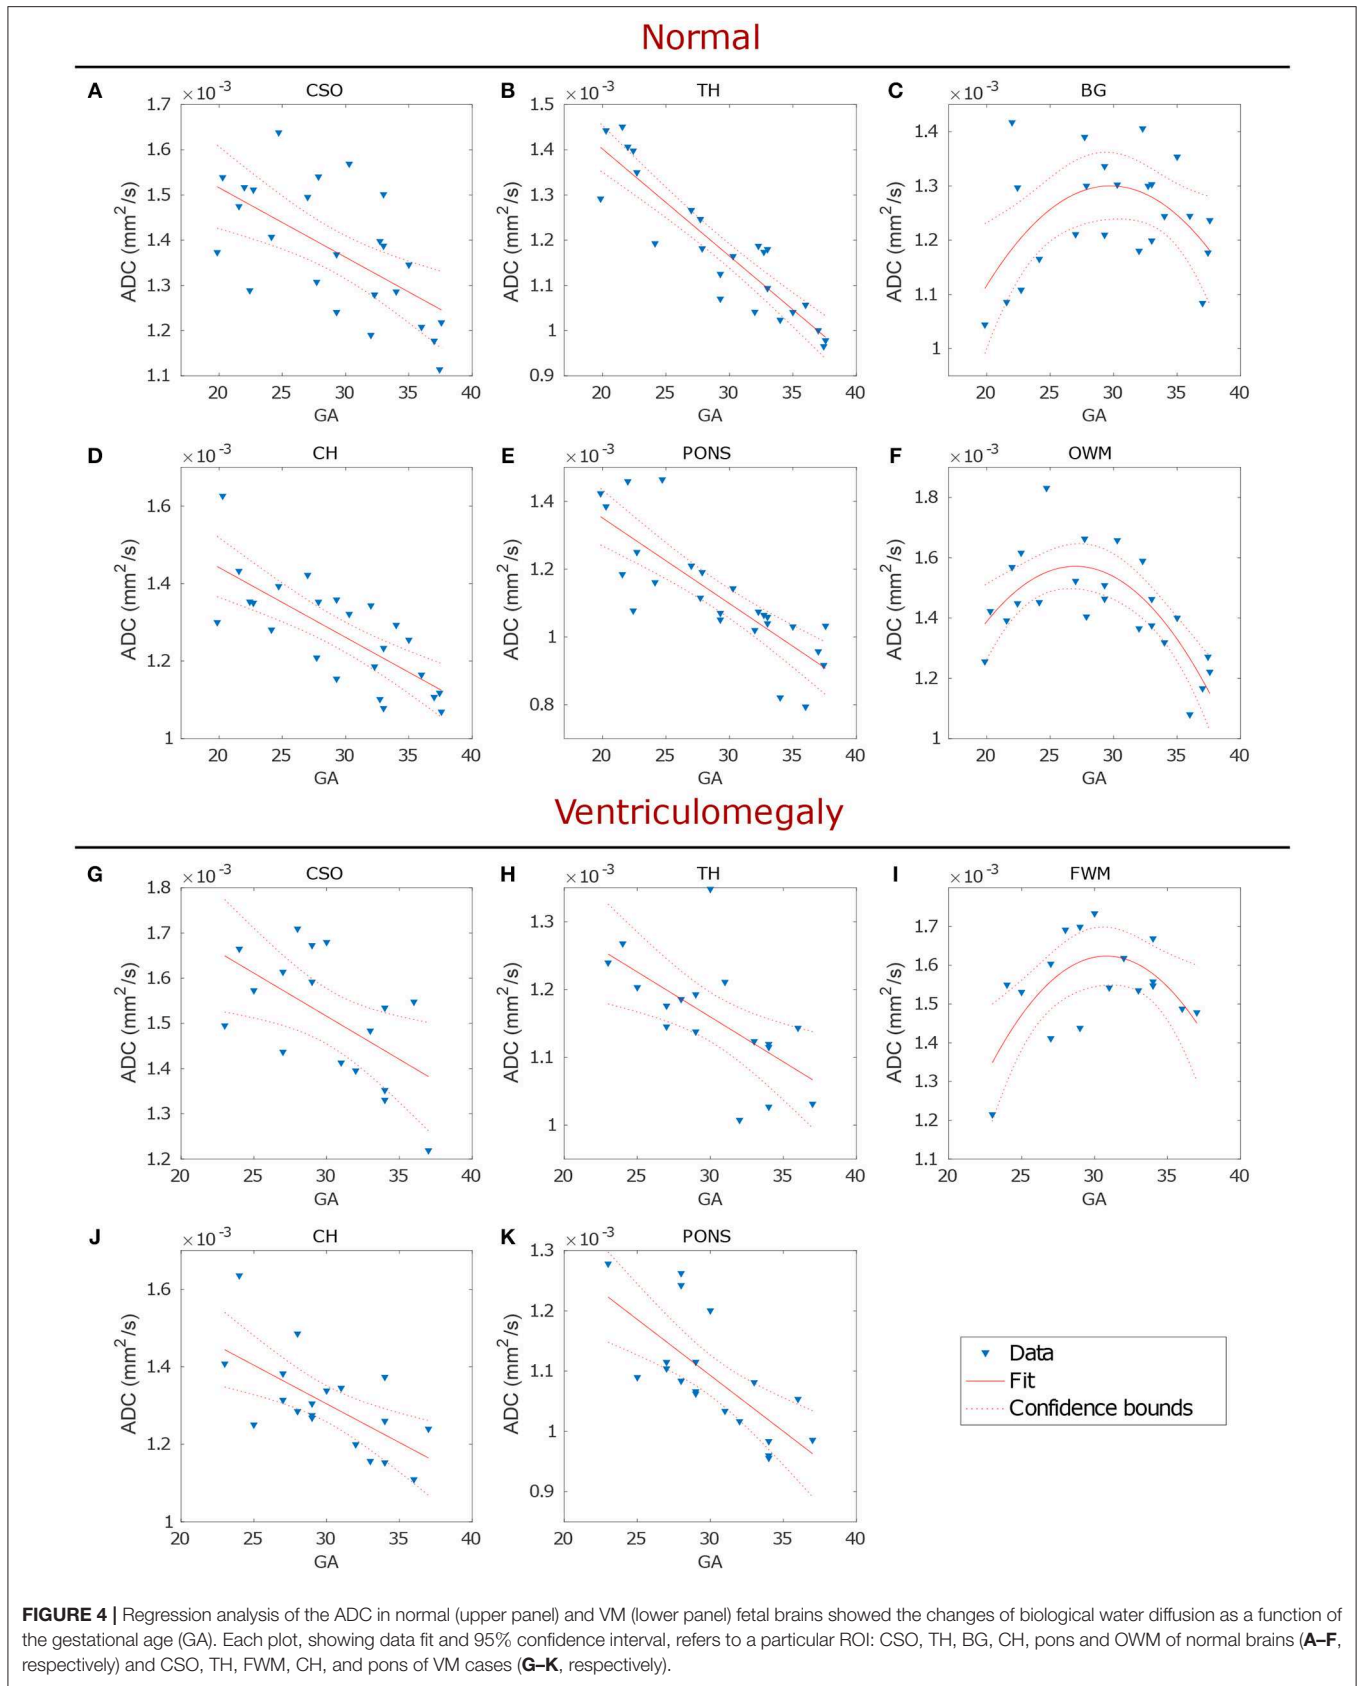 Normal
A
CSO
×10⁻³
1.7
1.6
1.5
1.4
1.3
1.2
1.1
ADC (mm²/s)
20 25 30 35 40
GA
B
TH
×10⁻³
1.5
1.4
1.3
1.2
1.1
1
0.9
ADC (mm²/s)
20 25 30 35 40
GA
C
BG
×10⁻³
1.4
1.3
1.2
1.1
1
ADC (mm²/s)
20 25 30 35 40
GA
D
CH
×10⁻³
1.6
1.4
1.2
1
ADC (mm²/s)
20 25 30 35 40
GA
E
PONS
×10⁻³
1.4
1.2
1
0.8
ADC (mm²/s)
20 25 30 35 40
GA
F
OWM
×10⁻³
1.8
1.6
1.4
1.2
1
ADC (mm²/s)
20 25 30 35 40
GA
Ventriculomegaly
G
CSO
×10⁻³
1.8
1.7
1.6
1.5
1.4
1.3
1.2
ADC (mm²/s)
20 25 30 35 40
GA
H
TH
×10⁻³
1.3
1.2
1.1
1
ADC (mm²/s)
20 25 30 35 40
GA
I
FWM
×10⁻³
1.7
1.6
1.5
1.4
1.3
1.2
1.1
ADC (mm²/s)
20 25 30 35 40
GA
J
CH
×10⁻³
1.6
1.4
1.2
1
ADC (mm²/s)
20 25 30 35 40
GA
K
PONS
×10⁻³
1.3
1.2
1.1
1
0.9
ADC (mm²/s)
20 25 30 35 40
GA
Data
Fit
Confidence bounds
FIGURE 4 | Regression analysis of the ADC in normal (upper panel) and VM (lower panel) fetal brains showed the changes of biological water diffusion as a function of
the gestational age (GA). Each plot, showing data fit and 95% confidence interval, refers to a particular ROI: CSO, TH, BG, CH, pons and OWM of normal brains (A–F,
respectively) and CSO, TH, FWM, CH, and pons of VM cases (G–K, respectively).